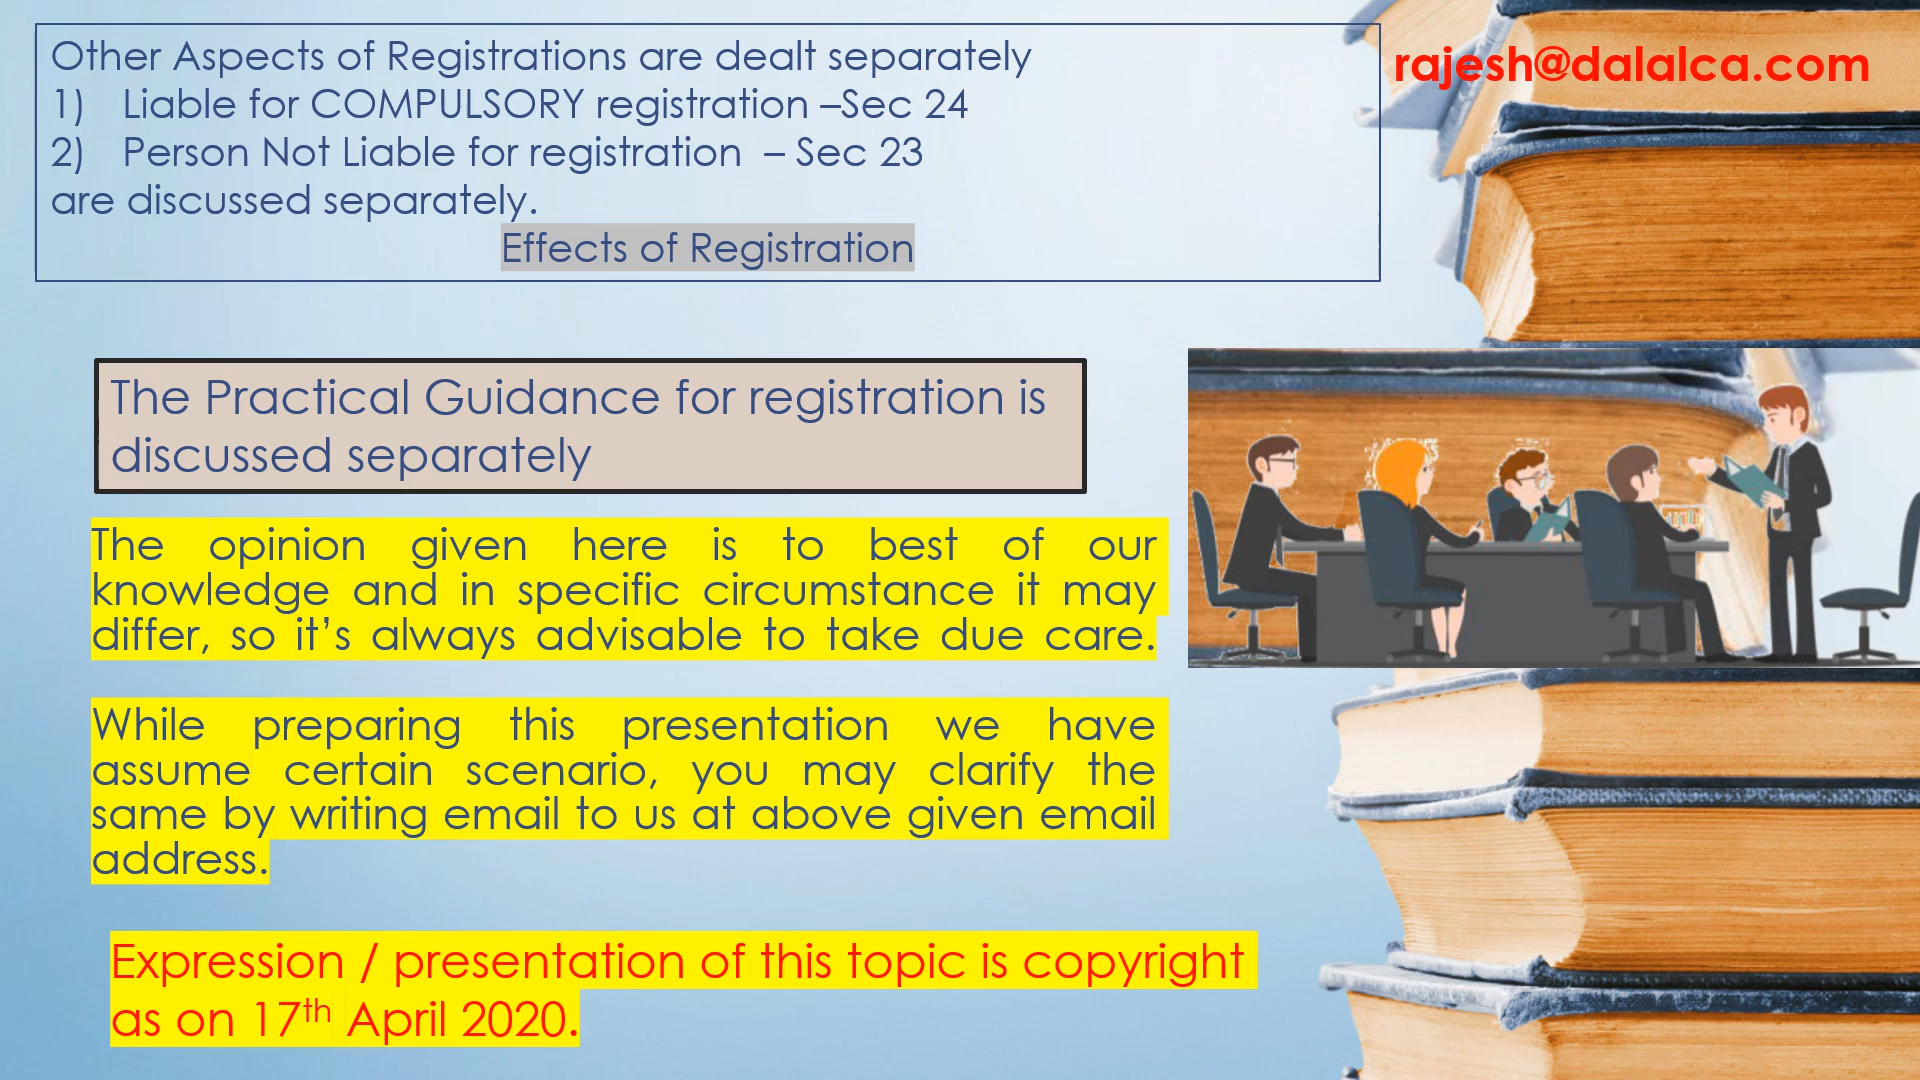 Other Aspects of Registrations are dealt separately
1) Liable for COMPULSORY registration –Sec 24
2) Person Not Liable for registration – Sec 23
are discussed separately.
Effects of Registration
rajesh@dalalca.com
The Practical Guidance for registration is
discussed separately
The opinion given here is to best of our
knowledge and in specific circumstance it may
differ, so it’s always advisable to take due care.
While preparing this presentation we have
assume certain scenario, you may clarify the
same by writing email to us at above given email
address.
Expression / presentation of this topic is copyright
as on 17th April 2020.